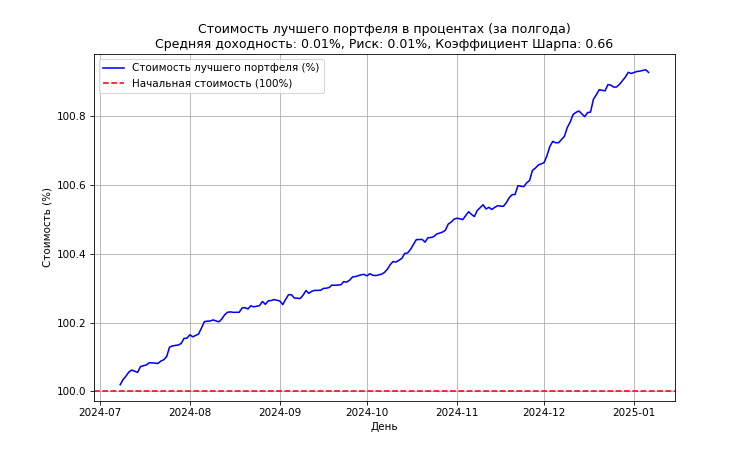 Стоимость лучшего портфеля в процентах (за полгода)
Средняя доходность: 0.01%, Риск: 0.01%, Коэффициент Шарпа: 0.66
Стоимость лучшего портфеля (%)
Начальная стоимость (100%)
Стоимость (%)
100.8
100.6
100.4
100.2
100.0
2024-07 2024-08 2024-09 2024-10 2024-11 2024-12 2025-01
День